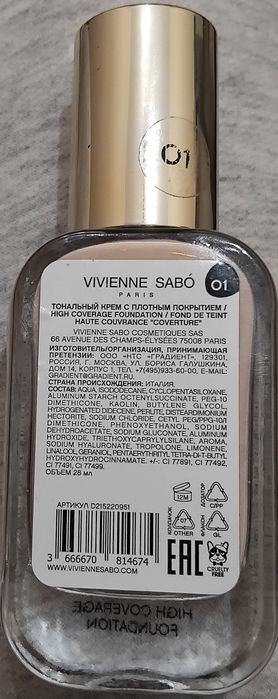 01
VIVIENNE SABÓ
PARIS
01
ТОНАЛЬНЫЙ КРЕМ С ПЛОТНЫМ ПОКРЫТИЕМ /
HIGH COVERAGE FOUNDATION / FOND DE TEINT
HAUTE COUVRANCE "COVERTURE"
VIVIENNE SABO COSMETIQUES SAS
66 AVENUE DES CHAMPS-ÉLYSÉES 75008 PARIS
ИЗГОТОВИТЕЛЬ/ОРГАНИЗАЦИЯ, ПРИНИМАЮЩАЯ
ПРЕТЕНЗИИ: ООО «НТС «ГРАДИЕНТ», 129301,
РОССИЯ, Г. МОСКВА, УЛ. БОРИСА ГАЛУШКИНА,
ДОМ 14, КОРПУС 1, ТЕЛ. +7(495)933-60-00, E-MAIL:
GRADIENT@GRADIENT.RU
СТРАНА ПРОИСХОЖДЕНИЯ: ИТАЛИЯ.
СОСТАВ: AQUA, ISODODECANE, CYCLOPENTASILOXANE,
ALUMINUM STARCH OCTENYLSUCCINATE, PEG-10
DIMETHICONE, KAOLIN, BUTYLENE GLYCOL,
HYDROGENATED DIDECENE, PERLITE, DISTEARDIMONIUM
HECTORITE, SODIUM CHLORIDE, CETYL PEG/PPG-10/1
DIMETHICONE, PHENOXYETHANOL, SODIUM
DEHYDROACETATE, SODIUM GLUCONATE, ALUMINUM
HYDROXIDE, TRIETHOXYCAPRYLYLSILANE, AROMA,
SODIUM HYALURONATE, TROPOLONE, LIMONENE,
LINALOOL, GERANIOL, PENTAERYTHRITYL TETRA-DI-T-BUTYL
HYDROXYHYDROCINNAMATE. +/-: CI 77891, CI 77492,
CI 77491, CI 77499.
ОБЪЕМ 28 мл
АРТИКУЛ D215220951
3 666670 814674
WWW.VIVIENNESABO.COM
12M
ДОЗАТОР
C/PP
КОЛПАЧОК
07
OTHER
ФЛАКОН
GL
EAC
CRUELTY
FREE
HIGH COVERAGE
FOUNDATION